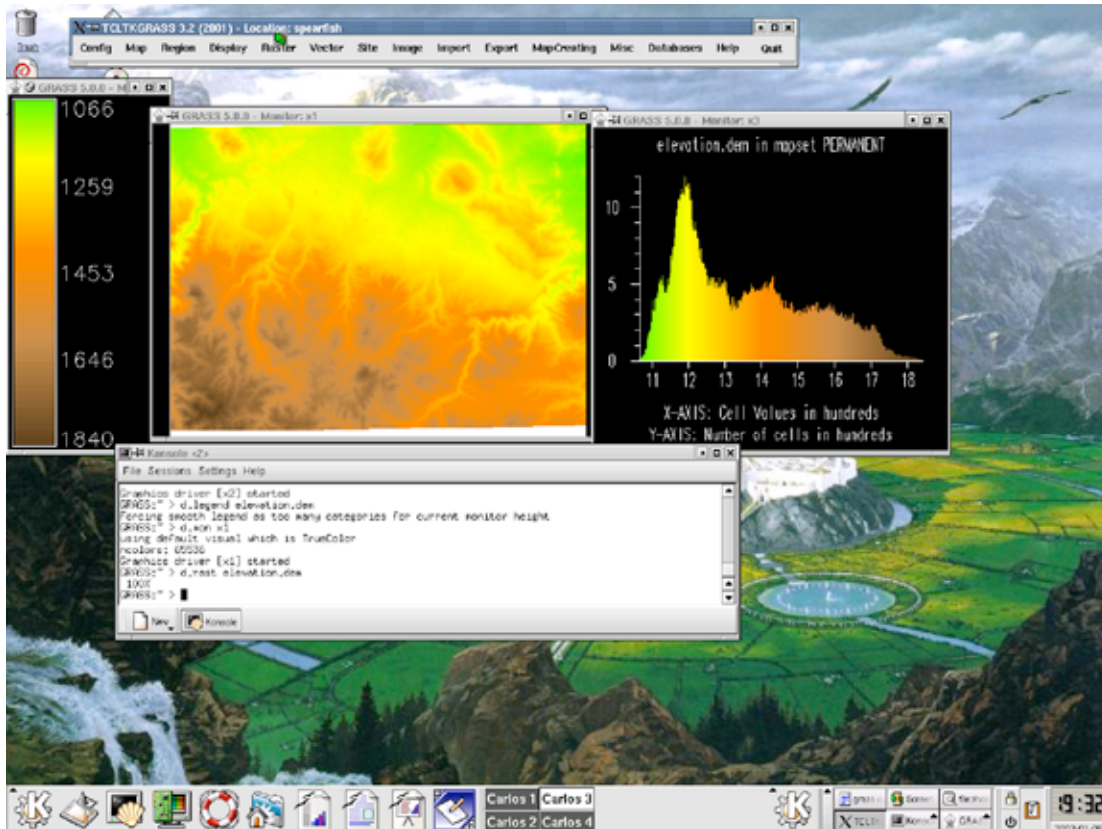 TCLTKGRASS 3.2 (2001) - Location: spearfish
Config Map Region Display Raster Vector Site Image Import Export MapCreating Misc Databases Help Quit
GRASS 5.0.0 - M
1066
1259
1453
1646
1840
GRASS 5.0.0 - Monitor: x1
GRASS 5.0.0 - Monitor: x3
elevation.dem in mapset PERMANENT
10
5
0
11 12 13 14 15 16 17 18
X-AXIS: Cell Values in hundreds
Y-AXIS: Number of cells in hundreds
Konsole <2>
File Sessions Settings Help
Graphics driver [x2] started
GRASS:~ > d.legend elevation.dem
Forcing smooth legend as too many categories for current monitor height
GRASS:~ > d.mon x1
using default visual which is TrueColor
ncolors: 65536
Graphics driver [x1] started
GRASS:~ > d.rast elevation.dem
100%
GRASS:~ >
New Konsole
Carlos 1 Carlos 3
Carlos 2 Carlos 4
19:32